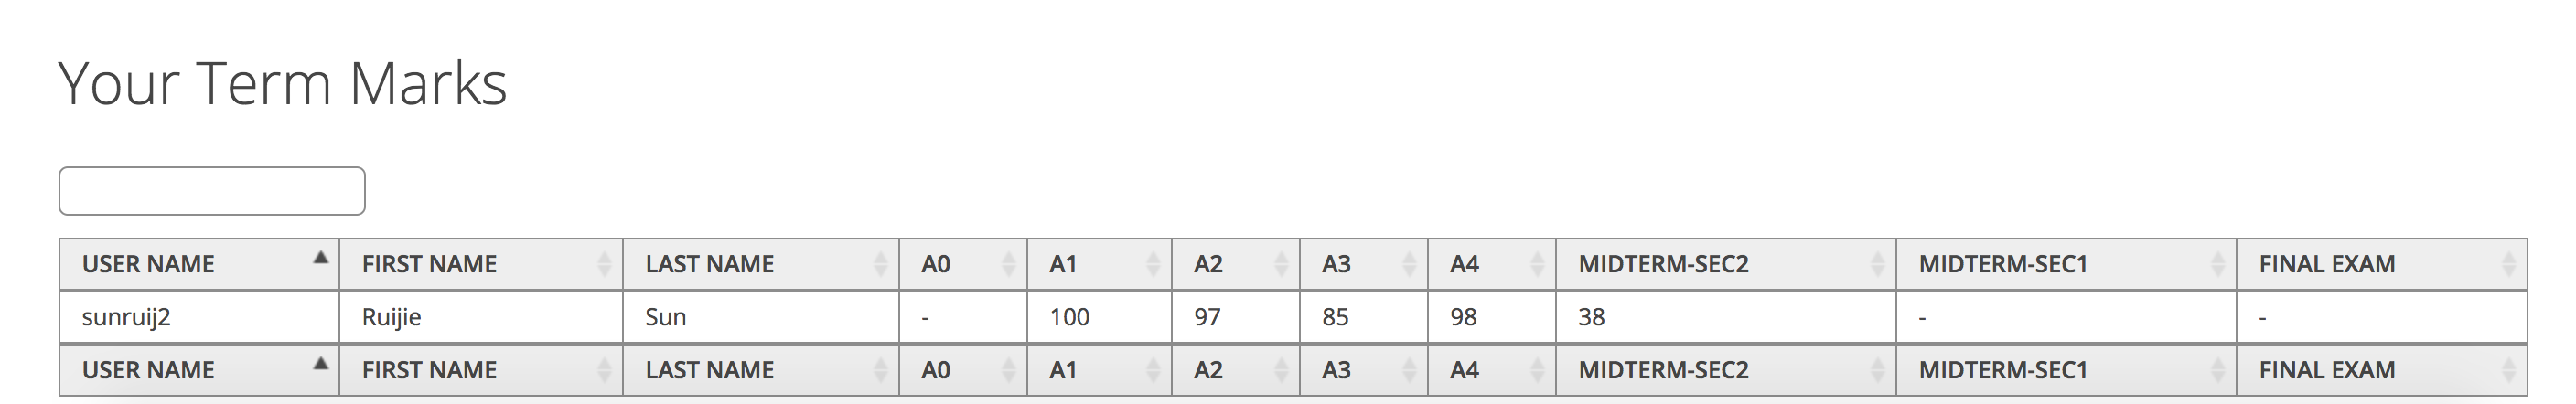 Your Term Marks
USER NAME FIRST NAME LAST NAME A0 A1 A2 A3 A4 MIDTERM-SEC2 MIDTERM-SEC1 FINAL EXAM
sunruij2 Ruijie Sun - 100 97 85 98 38 - -
USER NAME FIRST NAME LAST NAME A0 A1 A2 A3 A4 MIDTERM-SEC2 MIDTERM-SEC1 FINAL EXAM